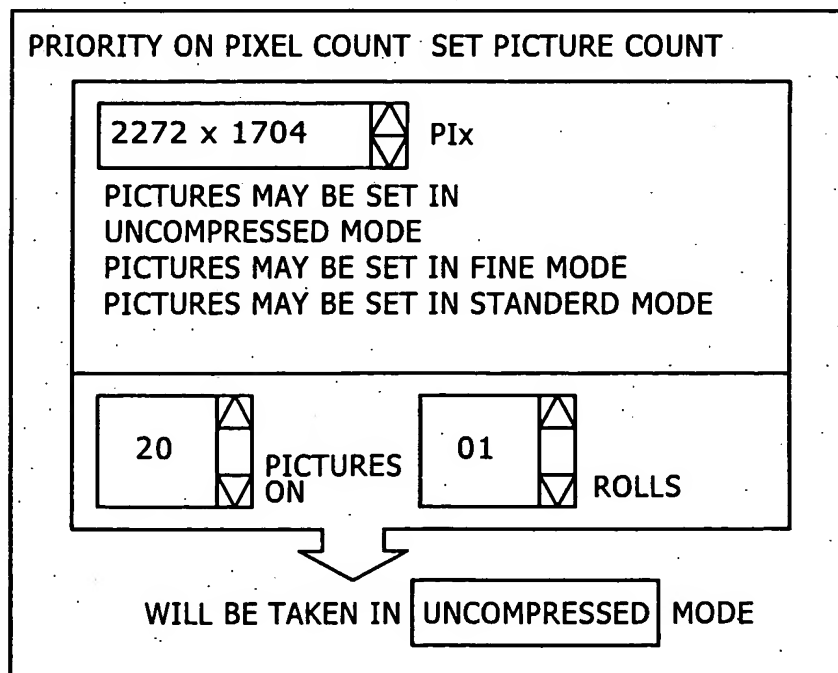 PRIORITY ON PIXEL COUNT SET PICTURE COUNT
2272 x 1704 PIx
PICTURES MAY BE SET IN
UNCOMPRESSED MODE
PICTURES MAY BE SET IN FINE MODE
PICTURES MAY BE SET IN STANDERD MODE
20 PICTURES ON 01 ROLLS
WILL BE TAKEN IN UNCOMPRESSED MODE